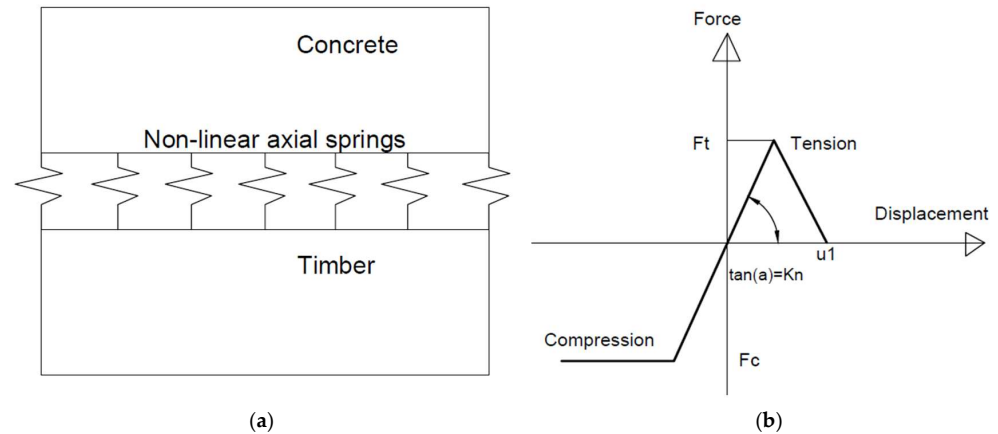 Concrete
Non-linear axial springs
Timber
(a)
Force
Ft
Tension
Displacement
u1
tan(a)=Kn
Compression
Fc
(b)